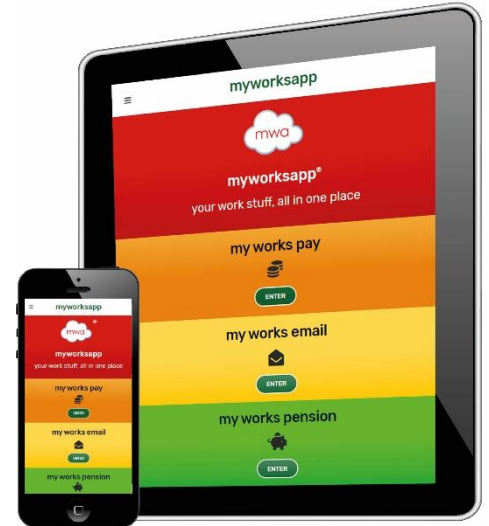 myworksapp
mwa
myworksapp®
your work stuff, all in one place
my works pay
ENTER
my works email
ENTER
my works pension
ENTER
myworksapp
mwa
®
myworksapp
your work stuff, all in one place
my works pay
ENTER
my works email
ENTER
my works pension